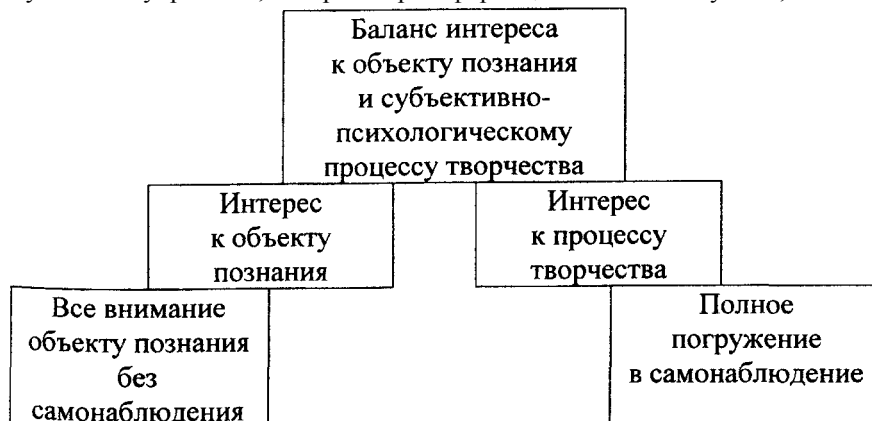 Баланс интереса
к объекту познания
и субъективно-
психологическому
процессу творчества
Интерес
к объекту
познания
Интерес
к процессу
творчества
Все внимание
объекту познания
без
самонаблюдения
Полное
погружение
в самонаблюдение